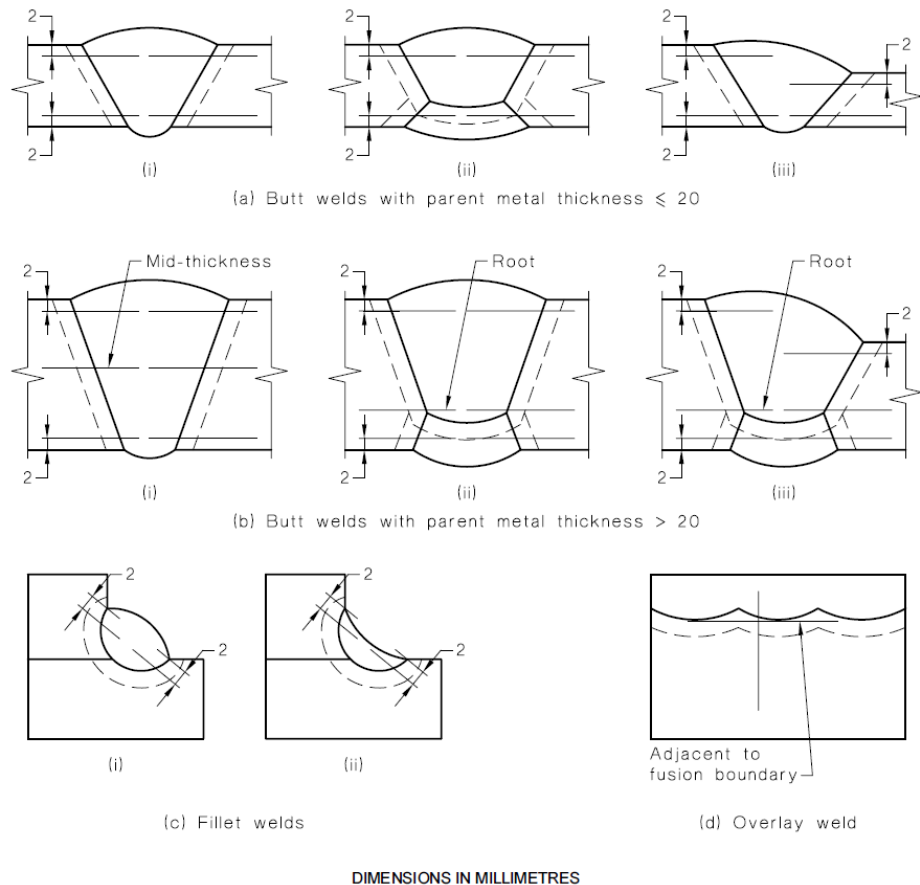 2 2 2 2
2 2 2
(i) (ii) (iii)
(a) Butt welds with parent metal thickness ⩽ 20
2 Mid-thickness 2 Root 2 Root 2
2 2 2
(i) (ii) (iii)
(b) Butt welds with parent metal thickness > 20
2 2
2 2
(i) (ii)
Adjacent to
fusion boundary
(c) Fillet welds (d) Overlay weld
DIMENSIONS IN MILLIMETRES